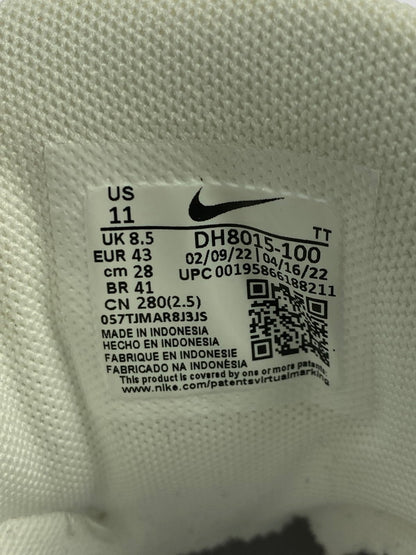 US
11
TT
UK 8.5
DH8015-100
EUR 43
02/09/22 | 04/16/22
cm 28
UPC 00195866188211
BR 41
CN 280(2.5)
057TJMAR8J3JS
MADE IN INDONESIA
HECHO EN INDONESIA
FABRIQUE EN INDONESIE
FABRICADO NA INDONÉSIA
This product is covered by one or more patents
www.nike.com/patentsvirtualmarking